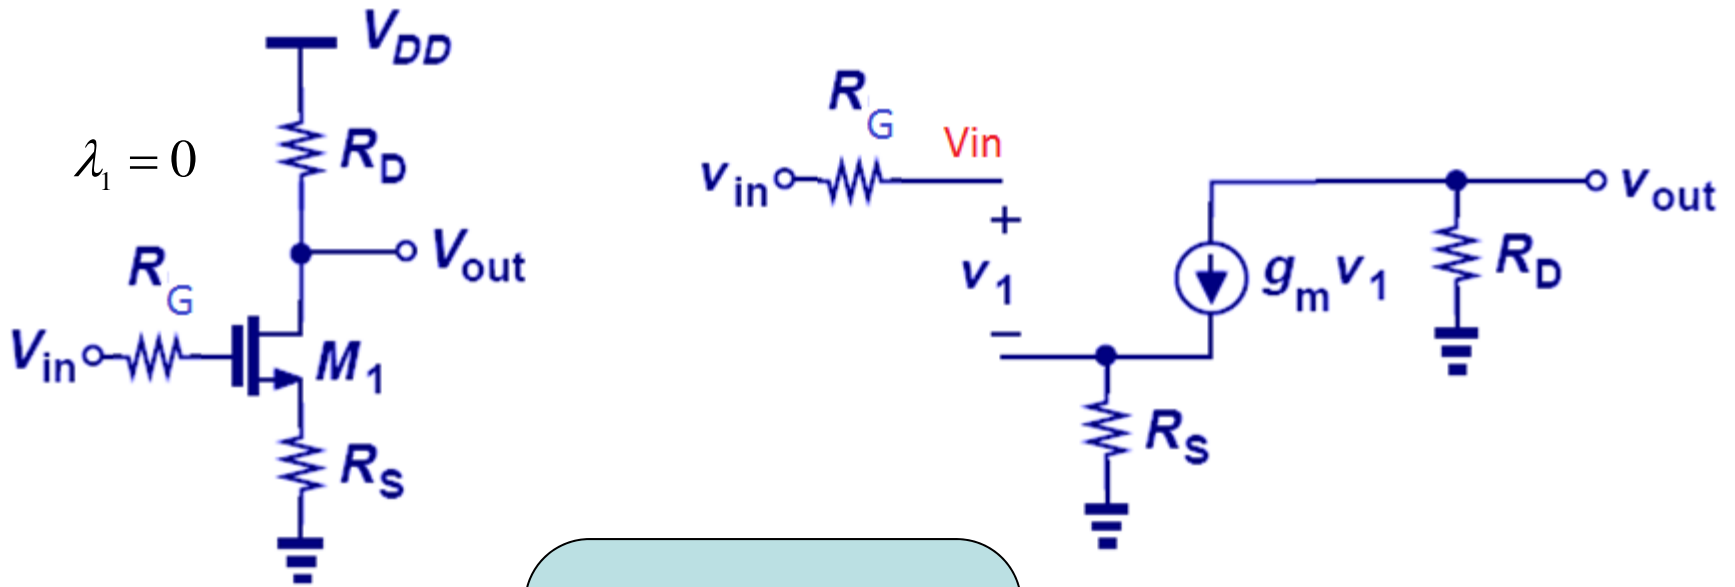 V_DD
λ₁ = 0
R_D
V_out
R_G
V_in
M₁
R_S
R_G
Vin
v_in
+
v₁
−
g_m v₁
v_out
R_D
R_S